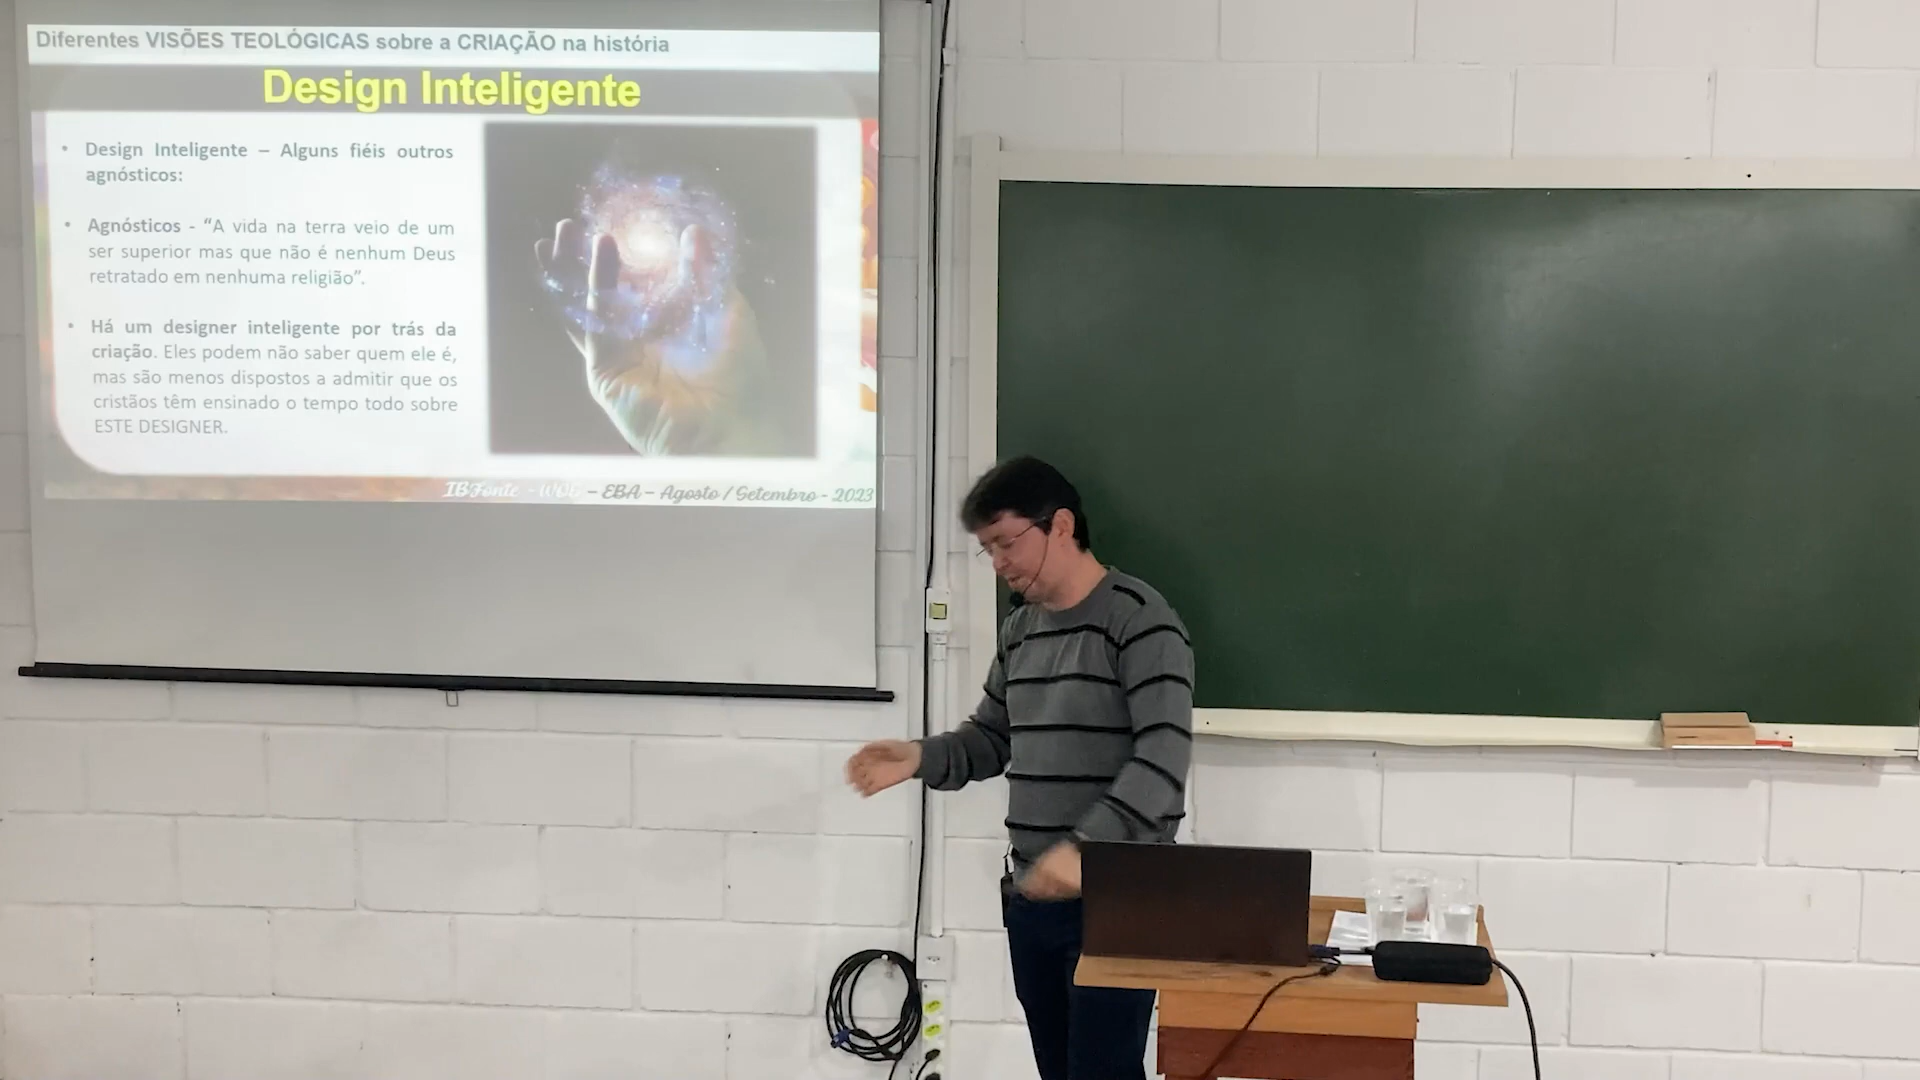 Diferentes VISÕES TEOLÓGICAS sobre a CRIAÇÃO na história
Design Inteligente
• Design Inteligente – Alguns fiéis outros
agnósticos:
• Agnósticos - “A vida na terra veio de um
ser superior mas que não é nenhum Deus
retratado em nenhuma religião”.
• Há um designer inteligente por trás da
criação. Eles podem não saber quem ele é,
mas são menos dispostos a admitir que os
cristãos têm ensinado o tempo todo sobre
ESTE DESIGNER.
IBFonte - WOL – EBA – Agosto / Setembro - 2023